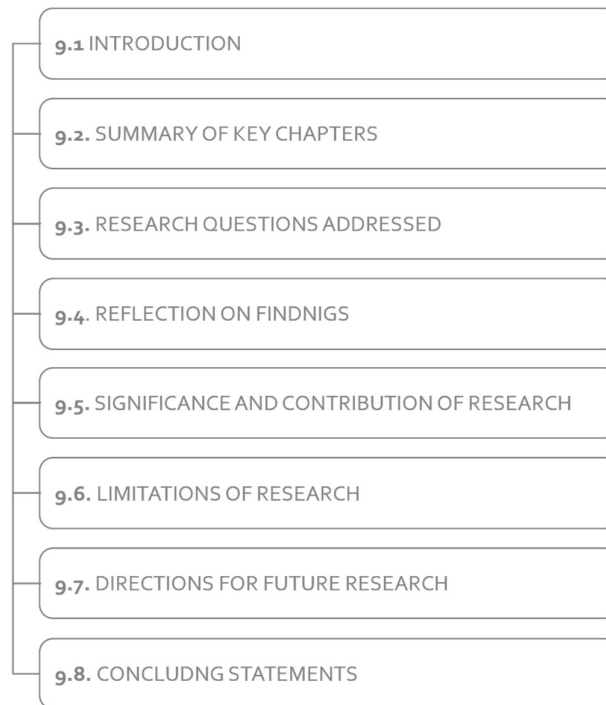 9.1 INTRODUCTION
9.2. SUMMARY OF KEY CHAPTERS
9.3. RESEARCH QUESTIONS ADDRESSED
9.4. REFLECTION ON FINDNIGS
9.5. SIGNIFICANCE AND CONTRIBUTION OF RESEARCH
9.6. LIMITATIONS OF RESEARCH
9.7. DIRECTIONS FOR FUTURE RESEARCH
9.8. CONCLUDNG STATEMENTS